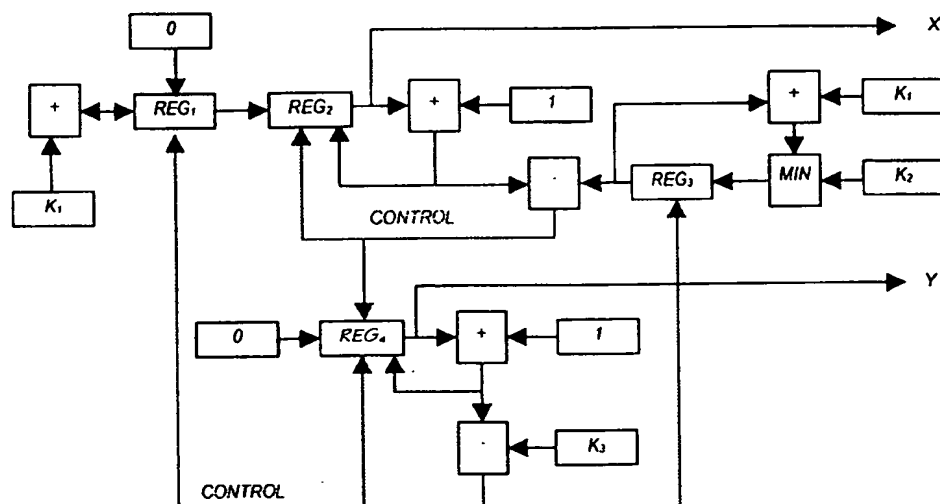 0
X
+
REG₁
REG₂
+
1
+
K₁
K₁
-
REG₃
MIN
K₂
CONTROL
Y
0
REG₄
+
1
-
K₃
CONTROL